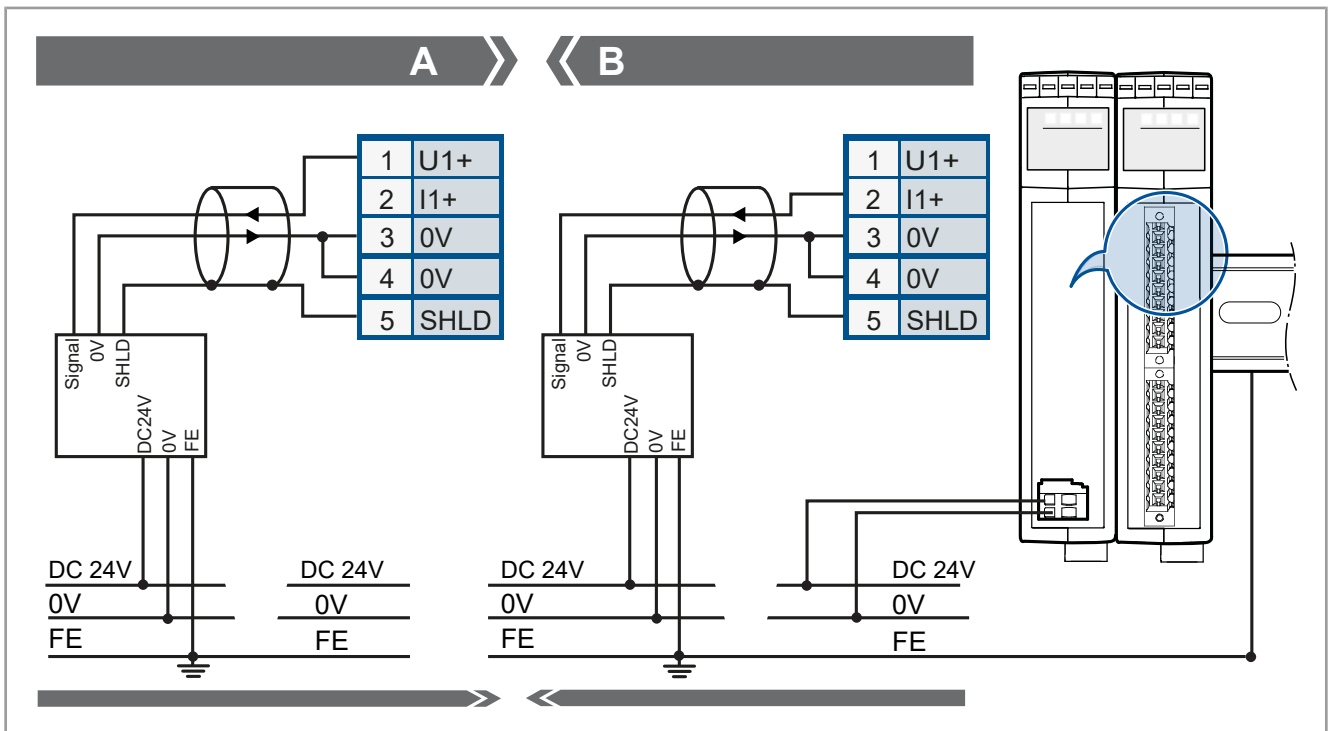 A
B
1 U1+
2 I1+
3 0V
4 0V
5 SHLD
1 U1+
2 I1+
3 0V
4 0V
5 SHLD
Signal
0V
SHLD
DC24V
0V
FE
Signal
0V
SHLD
DC24V
0V
FE
DC 24V DC 24V DC 24V DC 24V
0V 0V 0V 0V
FE FE FE FE